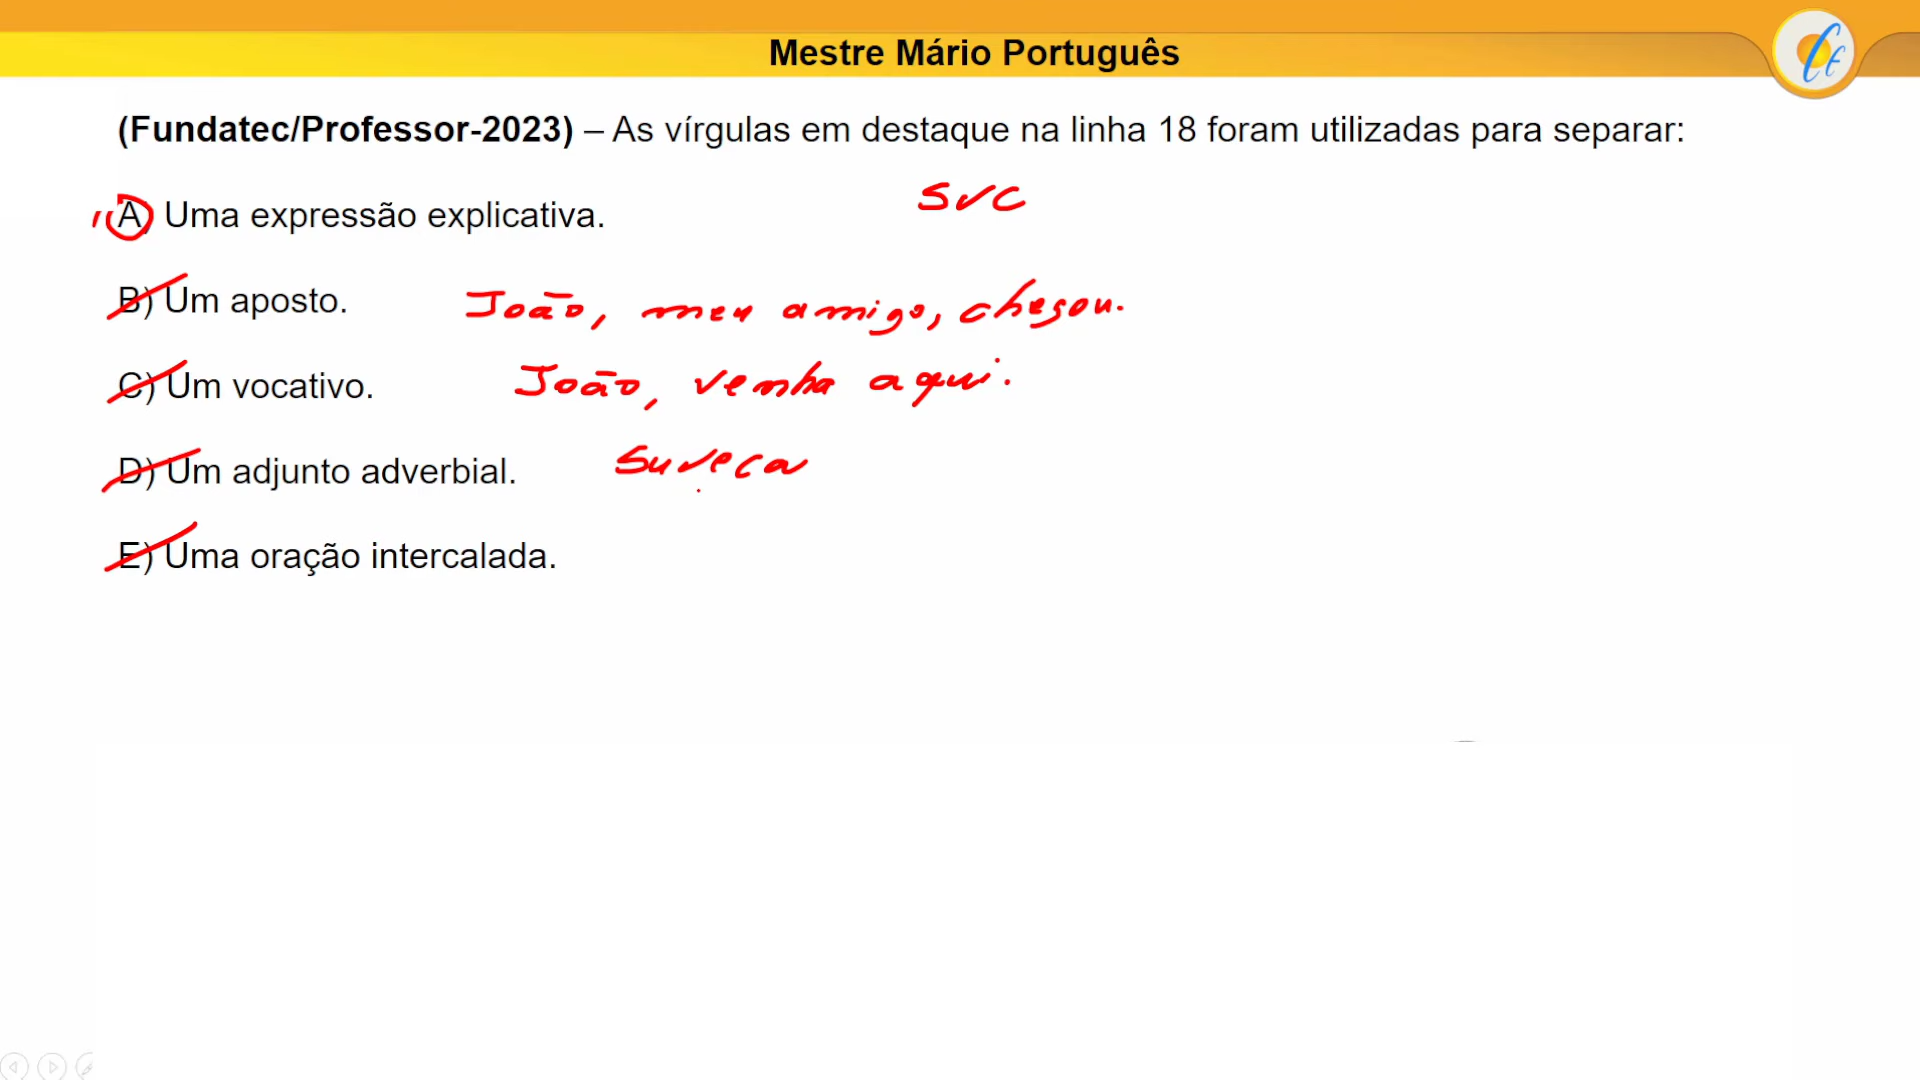 Mestre Mário Português
(Fundatec/Professor-2023) – As vírgulas em destaque na linha 18 foram utilizadas para separar:
SVC
A) Uma expressão explicativa.
B) Um aposto. João, meu amigo, chegou.
C) Um vocativo. João, venha aqui.
D) Um adjunto adverbial. Suveca
E) Uma oração intercalada.